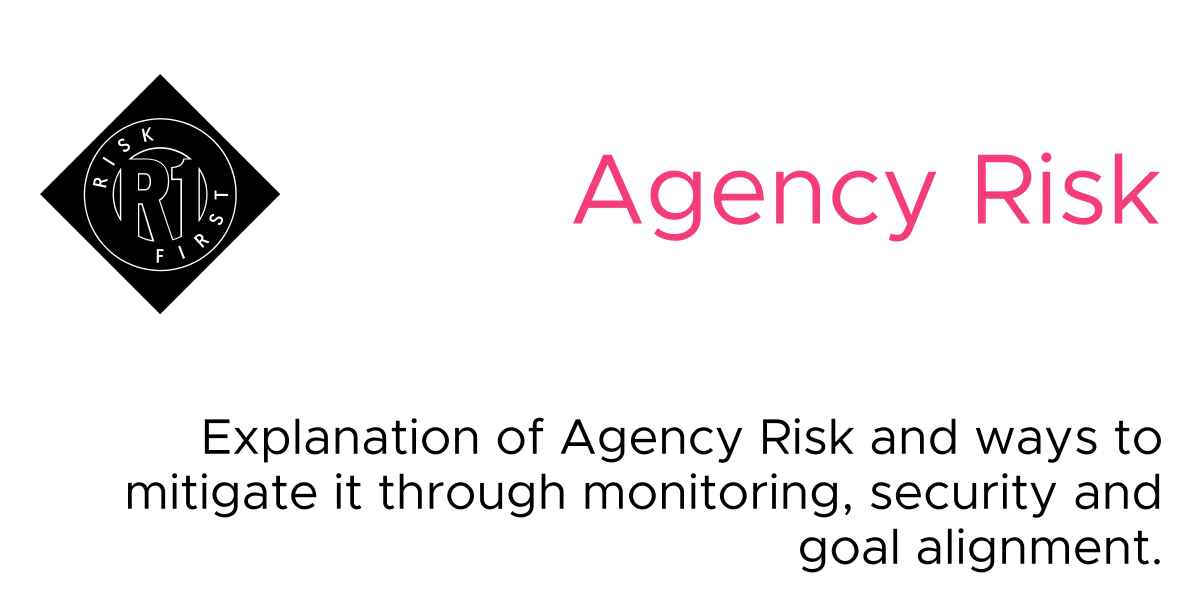 RISK
R1
FIRST
Agency Risk
Explanation of Agency Risk and ways to
mitigate it through monitoring, security and
goal alignment.